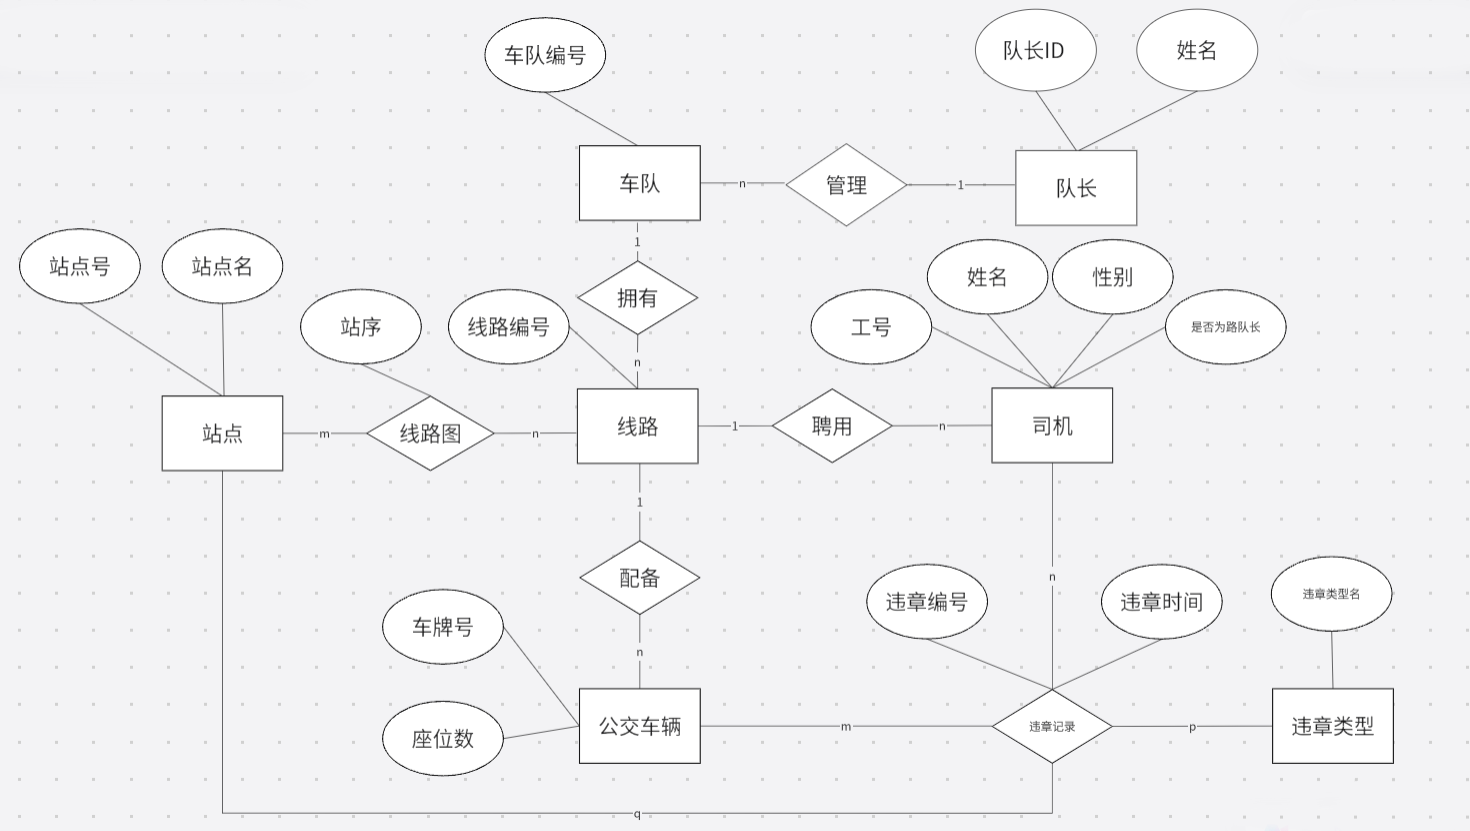 队长ID
姓名
车队编号
车队
n
管理
1
队长
1
站点号
站点名
拥有
姓名
性别
站序
线路编号
工号
是否为路队长
n
站点
m
线路图
n
线路
1
聘用
n
司机
1
配备
n
违章编号
违章时间
违章类型名
车牌号
n
座位数
公交车辆
m
违章记录
p
违章类型
q